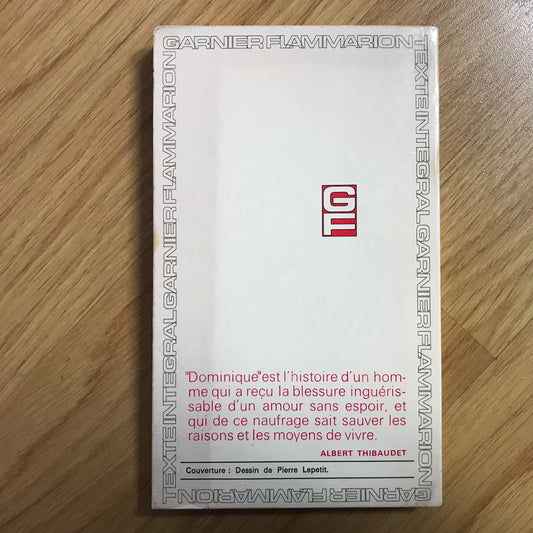 GARNIER FLAMMARION
TEXTE INTEGRAL GARNIER FLAMMARION
TEXTE INTEGRAL GARNIER FLAMMARION
GF
"Dominique" est l'histoire d'un hom-
me qui a reçu la blessure inguéris-
sable d'un amour sans espoir, et
qui de ce naufrage sait sauver les
raisons et les moyens de vivre.
ALBERT THIBAUDET
Couverture : Dessin de Pierre Lepetit.
GARNIER FLAMMARION